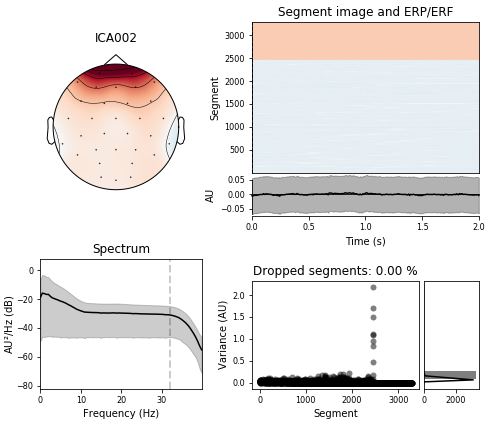 ICA002
Segment image and ERP/ERF
Segment
3000
2500
2000
1500
1000
500
AU
0.05
0.00
−0.05
0.0 0.5 1.0 1.5 2.0
Time (s)
Spectrum
AU²/Hz (dB)
0
−20
−40
−60
−80
0 10 20 30
Frequency (Hz)
Dropped segments: 0.00 %
Variance (AU)
2.0
1.5
1.0
0.5
0.0
0 1000 2000 3000
Segment
0 2000